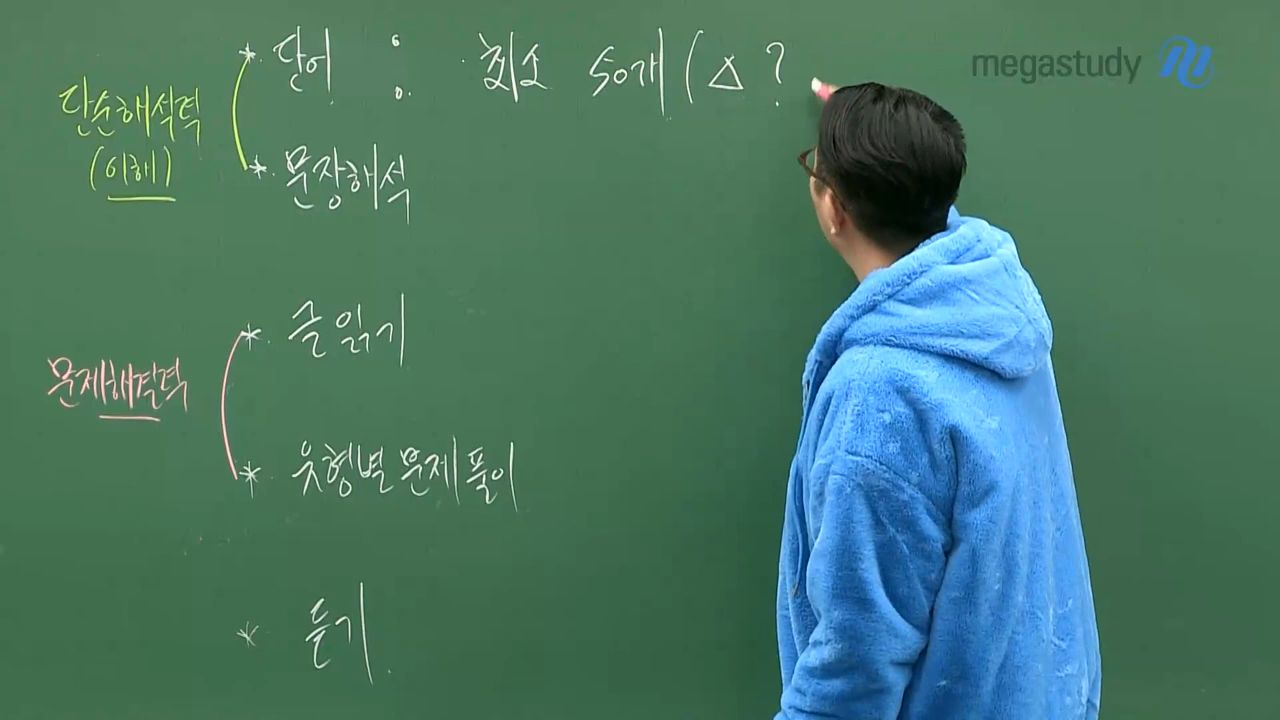 * 단어 : 최소 50개 (△ ?
megastudy
단순해석력
(이해)
* 문장해석
* 글 읽기
문제해결력
* 유형별 문제 풀이
* 듣기